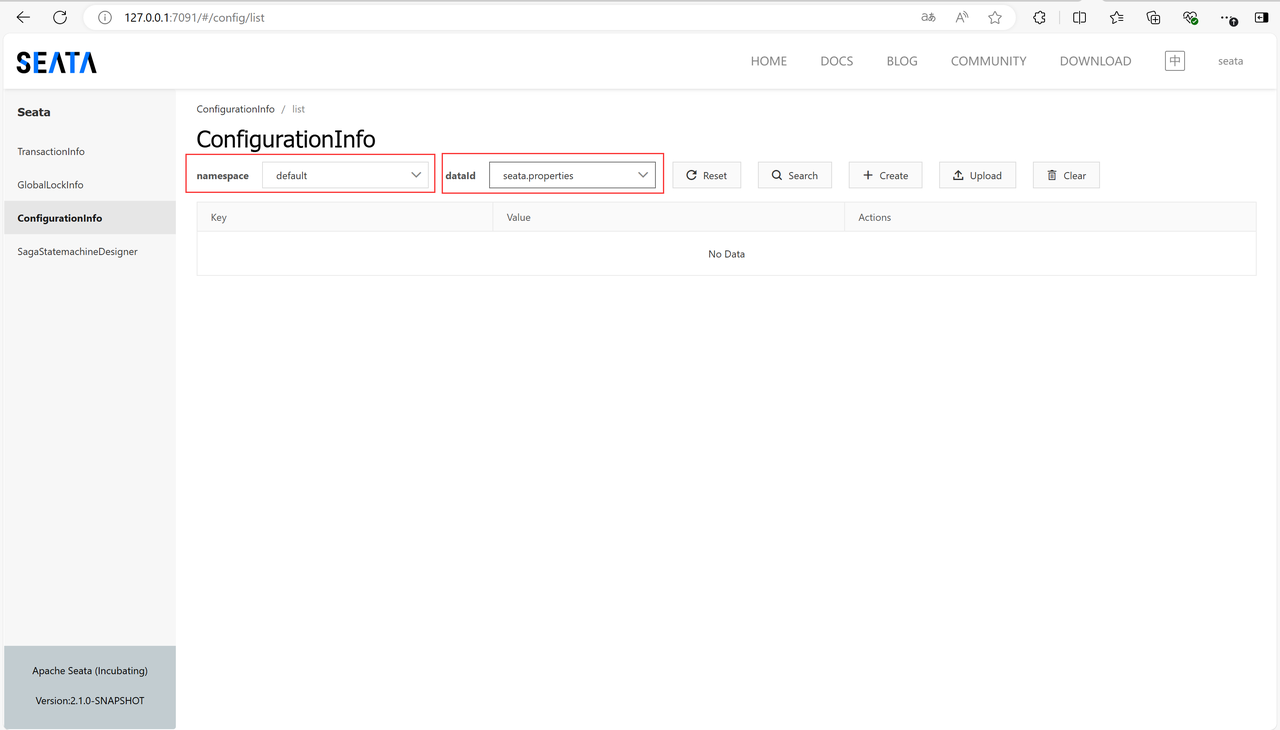 127.0.0.1:7091/#/config/list
SEATA
HOME DOCS BLOG COMMUNITY DOWNLOAD 中 seata
Seata
TransactionInfo
GlobalLockInfo
ConfigurationInfo
SagaStatemachineDesigner
Apache Seata (Incubating)
Version:2.1.0-SNAPSHOT
ConfigurationInfo / list
ConfigurationInfo
namespace default dataId seata.properties Reset Search Create Upload Clear
Key Value Actions
No Data